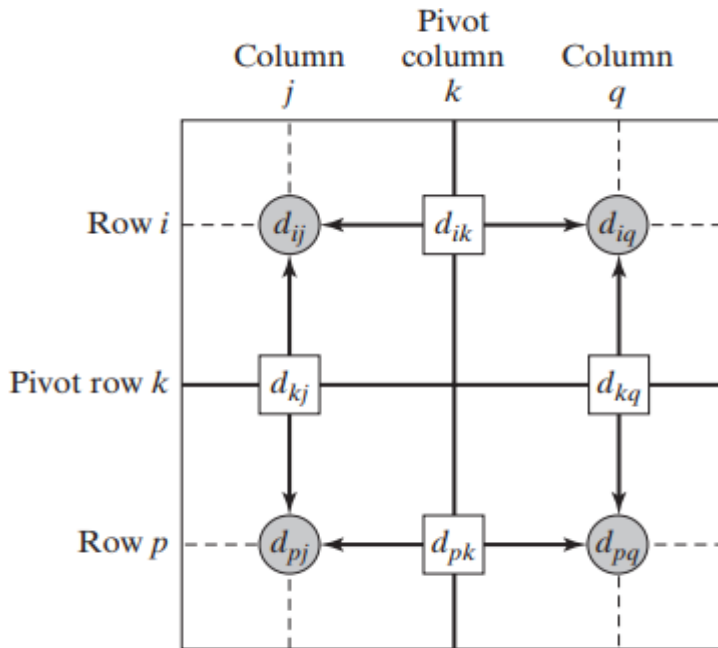 Pivot
Column column Column
j k q
Row i d_ij d_ik d_iq
Pivot row k d_kj d_kq
Row p d_pj d_pk d_pq